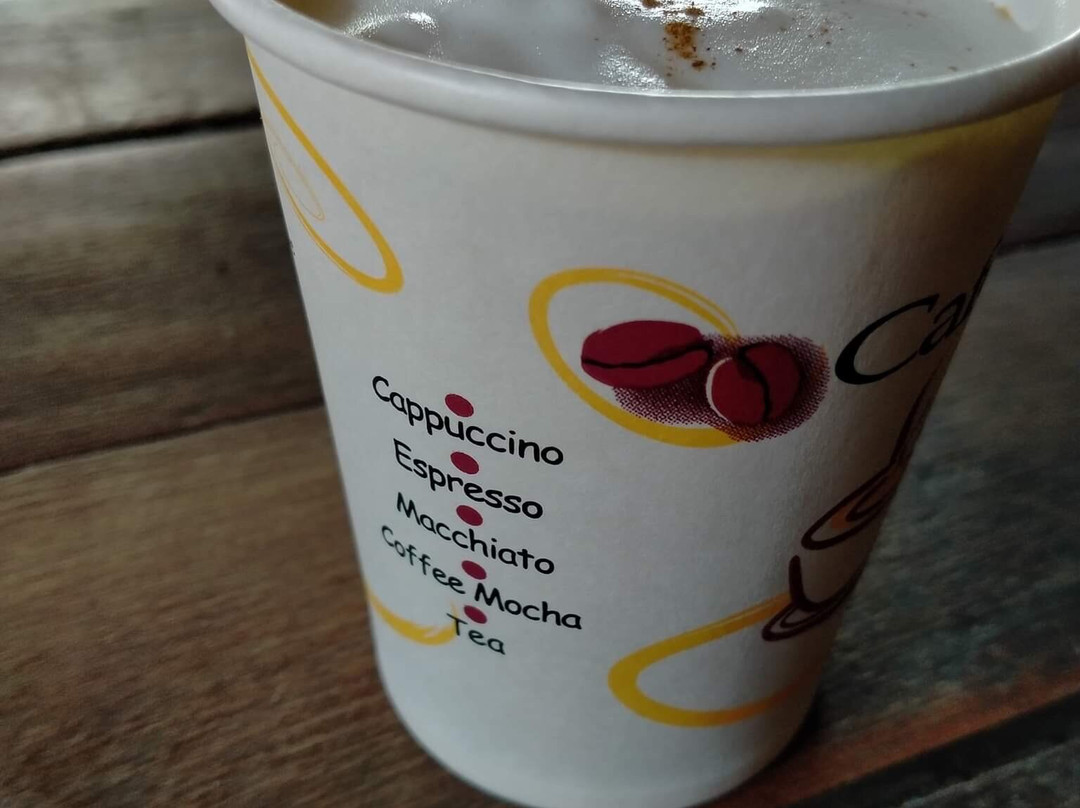 Cappuccino
Espresso
Macchiato
Coffee Mocha
Tea